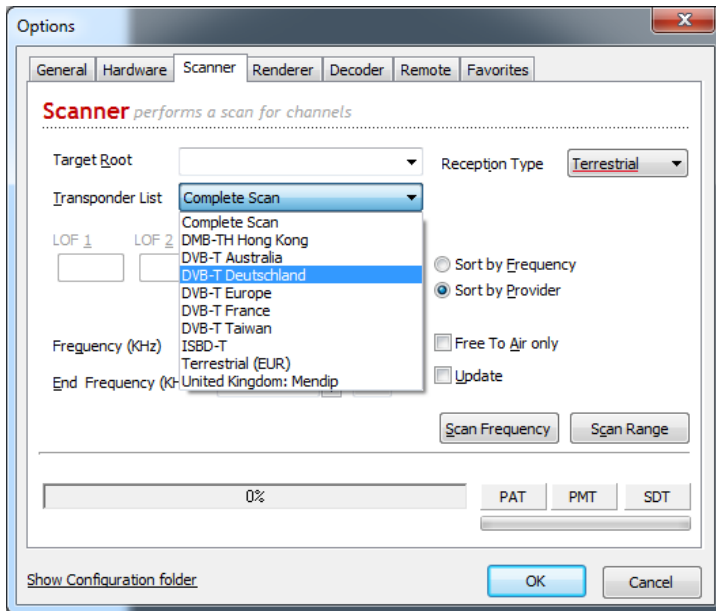 Options
General Hardware Scanner Renderer Decoder Remote Favorites
Scanner performs a scan for channels
Target Root
Reception Type Terrestrial
Transponder List Complete Scan
Complete Scan
LOF 1 LOF 2 DMB-TH Hong Kong
DVB-T Australia
Sort by Frequency
DVB-T Deutschland
DVB-T Europe
Sort by Provider
DVB-T France
DVB-T Taiwan
Frequency (KHz) ISBD-T Free To Air only
Terrestrial (EUR)
End Frequency (KH United Kingdom: Mendip Update
Scan Frequency Scan Range
0% PAT PMT SDT
Show Configuration folder OK Cancel